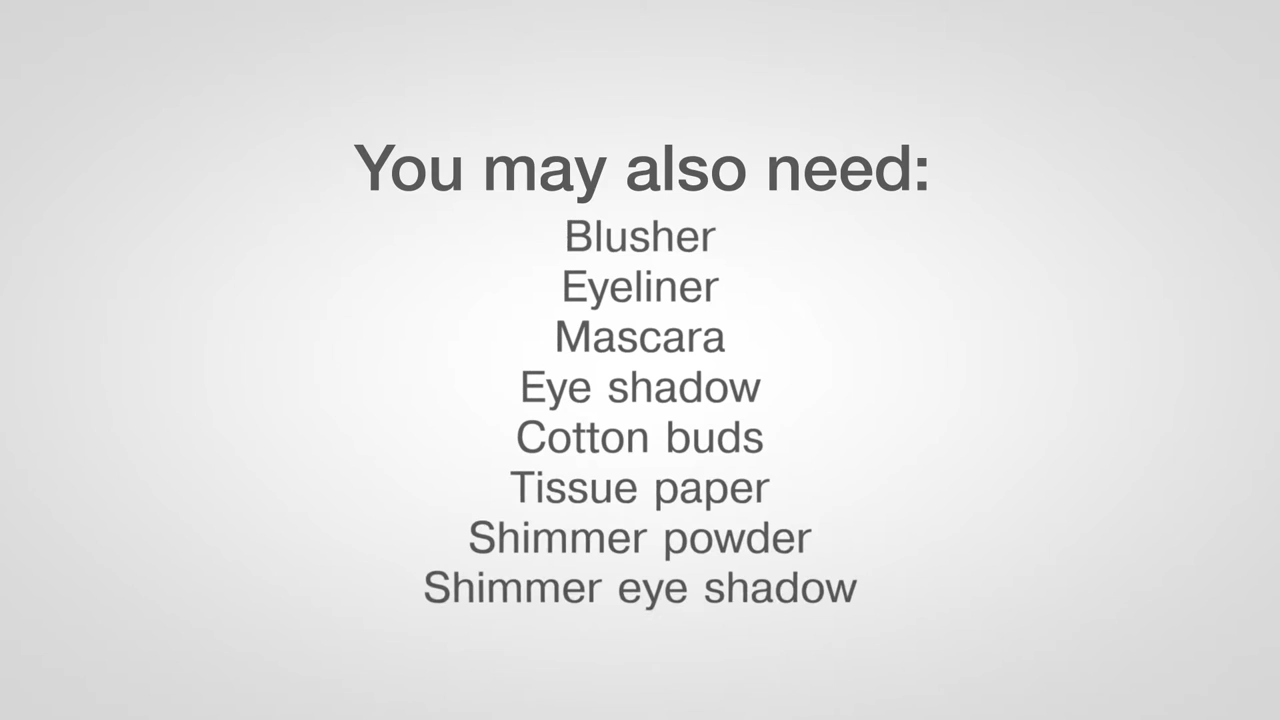 You may also need:
Blusher
Eyeliner
Mascara
Eye shadow
Cotton buds
Tissue paper
Shimmer powder
Shimmer eye shadow